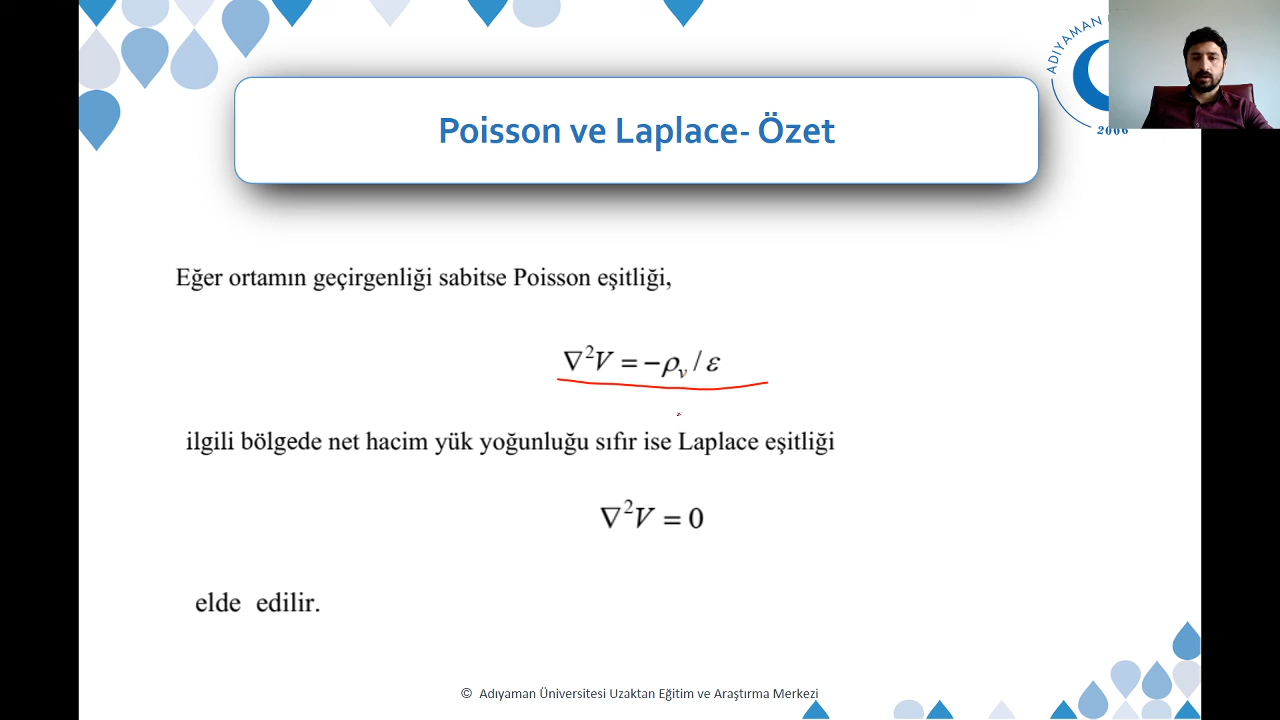 ADIYAMAN
2006
Poisson ve Laplace- Özet
Eğer ortamın geçirgenliği sabitse Poisson eşitliği,
∇²V = −ρᵥ / ε
ilgili bölgede net hacim yük yoğunluğu sıfır ise Laplace eşitliği
∇²V = 0
elde edilir.
© Adıyaman Üniversitesi Uzaktan Eğitim ve Araştırma Merkezi